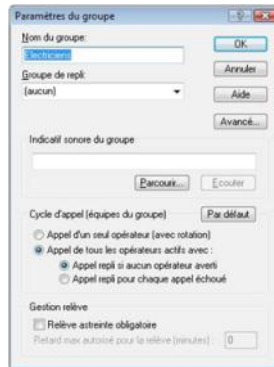 Paramètres du groupe
Nom du groupe:
Electriciens
OK
Groupe de repli:
(aucun)
Annuler
Aide
Avancé...
Indicatif sonore du groupe
Parcourir...
Ecouter
Cycle d'appel (équipes du groupe)
Par défaut
Appel d'un seul opérateur (avec rotation)
Appel de tous les opérateurs actifs avec :
Appel repli si aucun opérateur averti
Appel repli pour chaque appel échoué
Gestion relève
Relève astreinte obligatoire
Retard max autorisé pour la relève (minutes) :
0